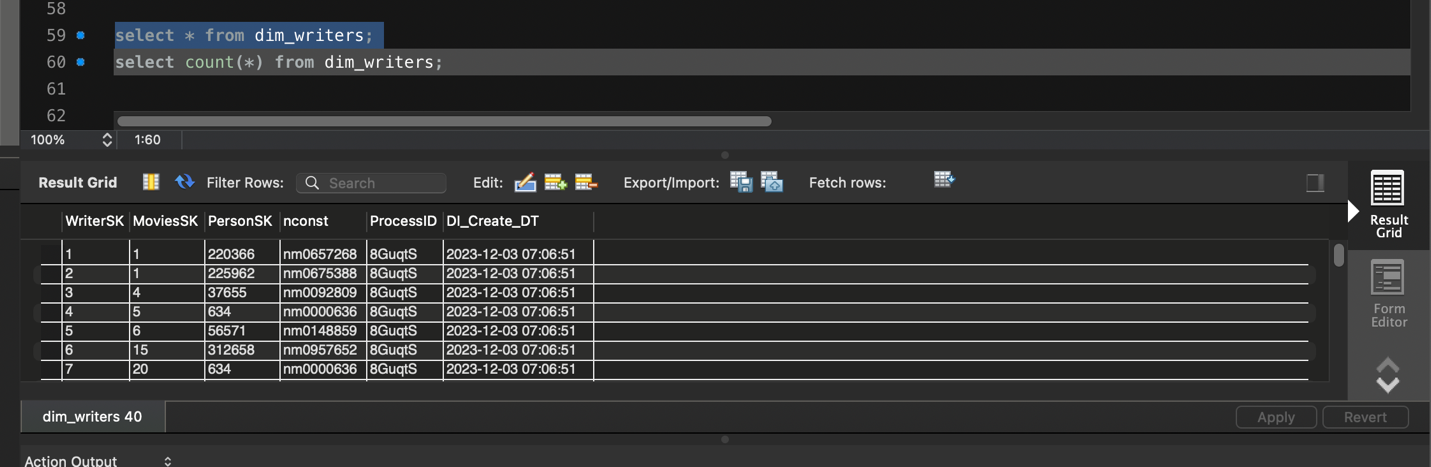 58
59 select * from dim_writers;
60 select count(*) from dim_writers;
61
62
100% 1:60
Result Grid Filter Rows: Search Edit: Export/Import: Fetch rows:
WriterSK MoviesSK PersonSK nconst ProcessID DI_Create_DT
1 1 220366 nm0657268 8GuqtS 2023-12-03 07:06:51
2 1 225962 nm0675388 8GuqtS 2023-12-03 07:06:51
3 4 37655 nm0092809 8GuqtS 2023-12-03 07:06:51
4 5 634 nm0000636 8GuqtS 2023-12-03 07:06:51
5 6 56571 nm0148859 8GuqtS 2023-12-03 07:06:51
6 15 312658 nm0957652 8GuqtS 2023-12-03 07:06:51
7 20 634 nm0000636 8GuqtS 2023-12-03 07:06:51
Result
Grid
Form
Editor
dim_writers 40 Apply Revert
Action Output